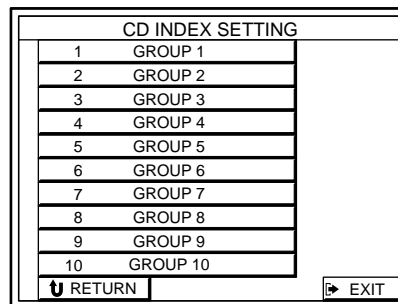 CD INDEX SETTING
1 GROUP 1
2 GROUP 2
3 GROUP 3
4 GROUP 4
5 GROUP 5
6 GROUP 6
7 GROUP 7
8 GROUP 8
9 GROUP 9
10 GROUP 10
RETURN EXIT